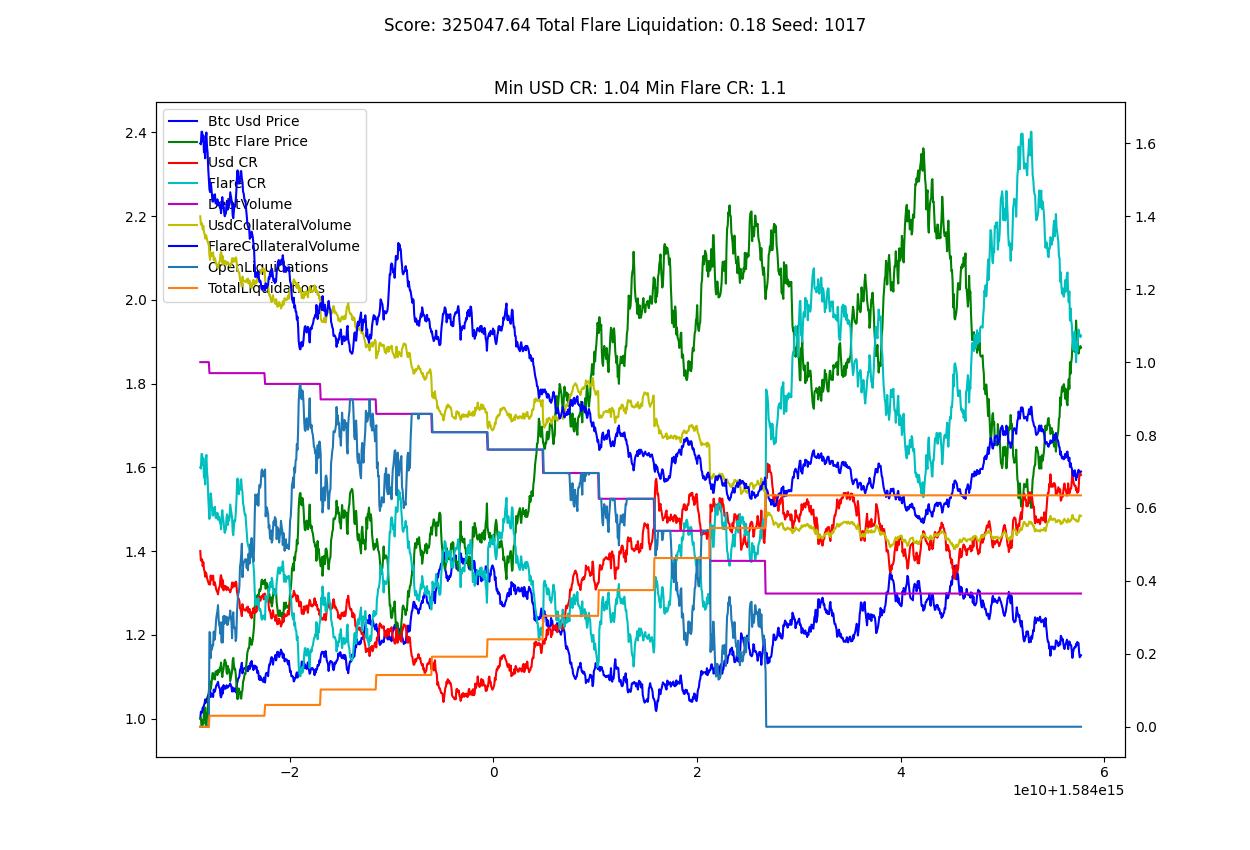 Score: 325047.64 Total Flare Liquidation: 0.18 Seed: 1017
Min USD CR: 1.04 Min Flare CR: 1.1
Btc Usd Price
Btc Flare Price
Usd CR
Flare CR
DebtVolume
UsdCollateralVolume
FlareCollateralVolume
OpenLiquidations
TotalLiquidations
2.4
2.2
2.0
1.8
1.6
1.4
1.2
1.0
1.6
1.4
1.2
1.0
0.8
0.6
0.4
0.2
0.0
−2
0
2
4
6
1e10+1.584e15